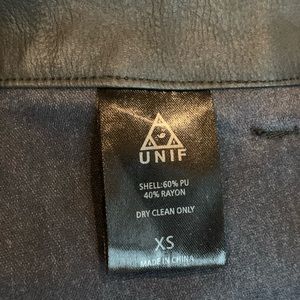 UNIF
SHELL:60% PU
40% RAYON
DRY CLEAN ONLY
XS
MADE IN CHINA